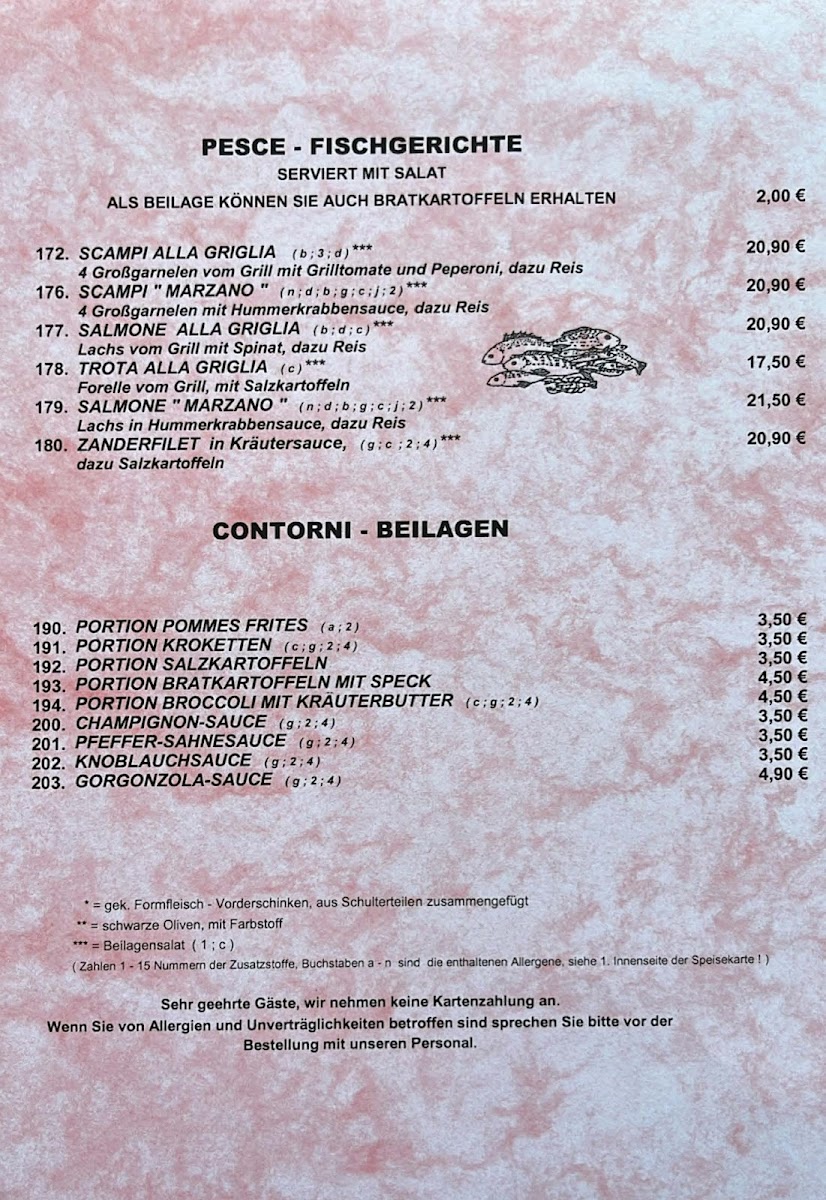 PESCE - FISCHGERICHTE
SERVIERT MIT SALAT
ALS BEILAGE KÖNNEN SIE AUCH BRATKARTOFFELN ERHALTEN 2,00 €
172. SCAMPI ALLA GRIGLIA (b;3;d)*** 20,90 €
4 Großgarnelen vom Grill mit Grilltomate und Peperoni, dazu Reis
176. SCAMPI " MARZANO " (n;d;b;g;c;j;2)*** 20,90 €
4 Großgarnelen mit Hummerkrabbensauce, dazu Reis
177. SALMONE ALLA GRIGLIA (b;d;c)*** 20,90 €
Lachs vom Grill mit Spinat, dazu Reis
178. TROTA ALLA GRIGLIA (c)*** 17,50 €
Forelle vom Grill, mit Salzkartoffeln
179. SALMONE " MARZANO " (n;d;b;g;c;j;2)*** 21,50 €
Lachs in Hummerkrabbensauce, dazu Reis
180. ZANDERFILET in Kräutersauce, (g;c ;2;4)*** 20,90 €
dazu Salzkartoffeln
CONTORNI - BEILAGEN
190. PORTION POMMES FRITES (a;2) 3,50 €
191. PORTION KROKETTEN (c;g;2;4) 3,50 €
192. PORTION SALZKARTOFFELN 3,50 €
193. PORTION BRATKARTOFFELN MIT SPECK 4,50 €
194. PORTION BROCCOLI MIT KRÄUTERBUTTER (c;g;2;4) 4,50 €
200. CHAMPIGNON-SAUCE (g;2;4) 3,50 €
201. PFEFFER-SAHNESAUCE (g;2;4) 3,50 €
202. KNOBLAUCHSAUCE (g;2;4) 3,50 €
203. GORGONZOLA-SAUCE (g;2;4) 4,90 €
* = gek. Formfleisch - Vorderschinken, aus Schulterteilen zusammengefügt
** = schwarze Oliven, mit Farbstoff
*** = Beilagensalat ( 1 ; c )
( Zahlen 1 - 15 Nummern der Zusatzstoffe, Buchstaben a - n sind die enthaltenen Allergene, siehe 1. Innenseite der Speisekarte ! )
Sehr geehrte Gäste, wir nehmen keine Kartenzahlung an.
Wenn Sie von Allergien und Unverträglichkeiten betroffen sind sprechen Sie bitte vor der
Bestellung mit unseren Personal.